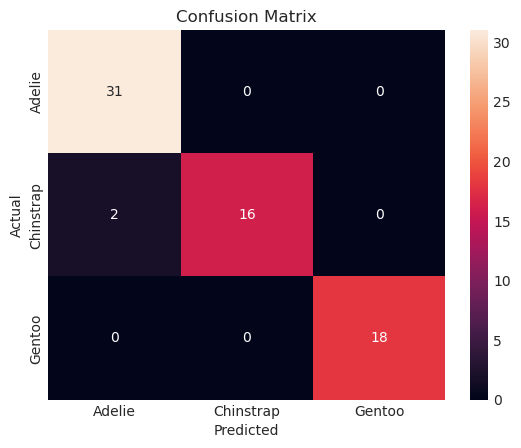 Confusion Matrix
Actual
Adelie
31 0 0
Chinstrap
2 16 0
Gentoo
0 0 18
Adelie Chinstrap Gentoo
Predicted
30
25
20
15
10
5
0